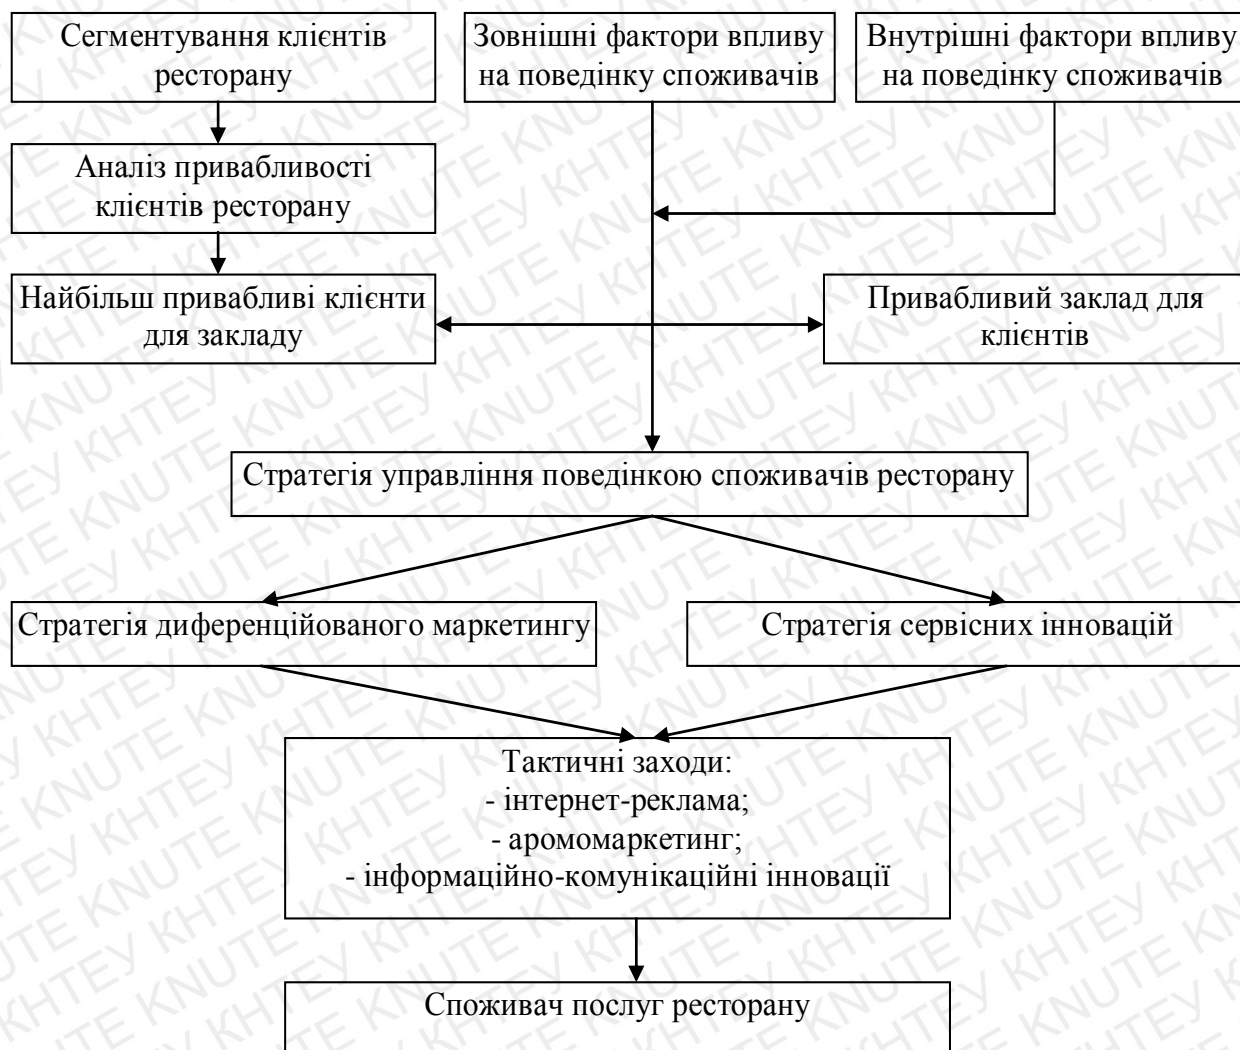 Сегментування клієнтів
ресторану
Зовнішні фактори впливу
на поведінку споживачів
Внутрішні фактори впливу
на поведінку споживачів
Аналіз привабливості
клієнтів ресторану
Найбільш привабливі клієнти
для закладу
Привабливий заклад для
клієнтів
Стратегія управління поведінкою споживачів ресторану
Стратегія диференційованого маркетингу
Стратегія сервісних інновацій
Тактичні заходи:
- інтернет-реклама;
- аромомаркетинг;
- інформаційно-комунікаційні інновації
Споживач послуг ресторану